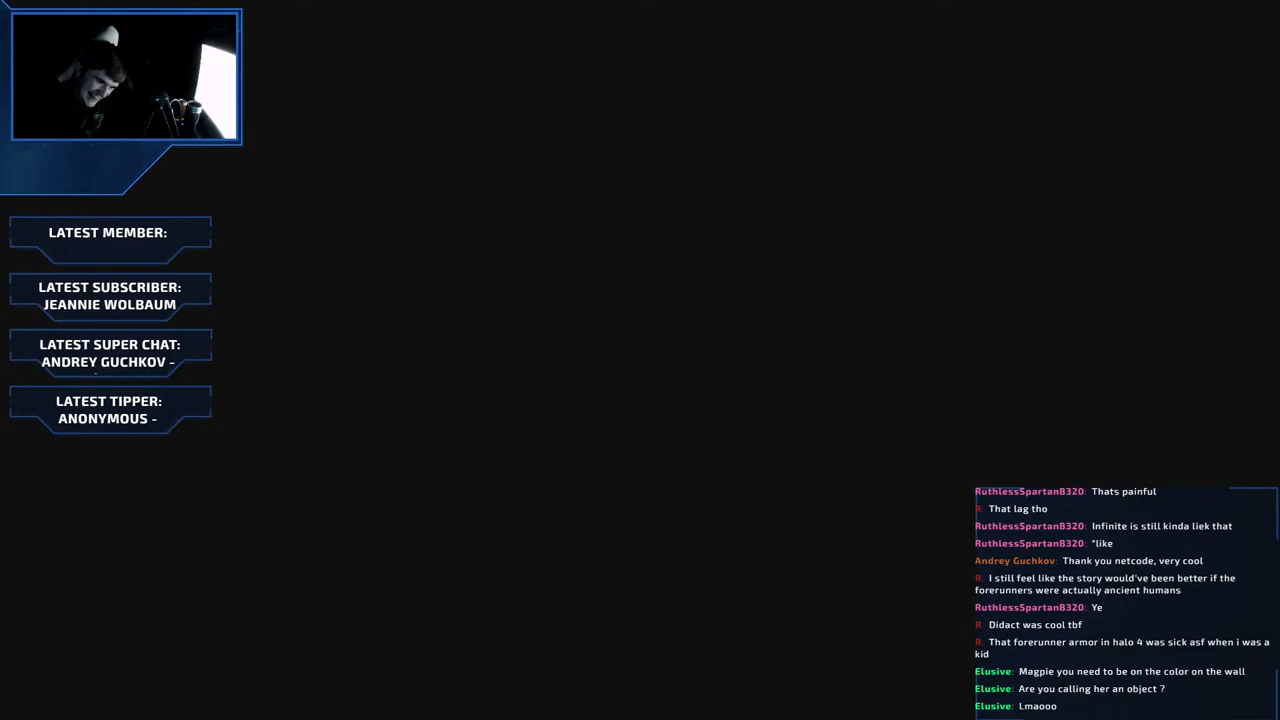 LATEST MEMBER:
LATEST SUBSCRIBER:
JEANNIE WOLBAUM
LATEST SUPER CHAT:
ANDREY GUCHKOV -
LATEST TIPPER:
ANONYMOUS -
RuthlessSpartanB320: Thats painful
R: That lag tho
RuthlessSpartanB320: Infinite is still kinda liek that
RuthlessSpartanB320: *like
Andrey Guchkov: Thank you netcode, very cool
R: I still feel like the story would've been better if the
forerunners were actually ancient humans
RuthlessSpartanB320: Ye
R: Didact was cool tbf
R: That forerunner armor in halo 4 was sick asf when i was a
kid
Elusive: Magpie you need to be on the color on the wall
Elusive: Are you calling her an object ?
Elusive: Lmaooo